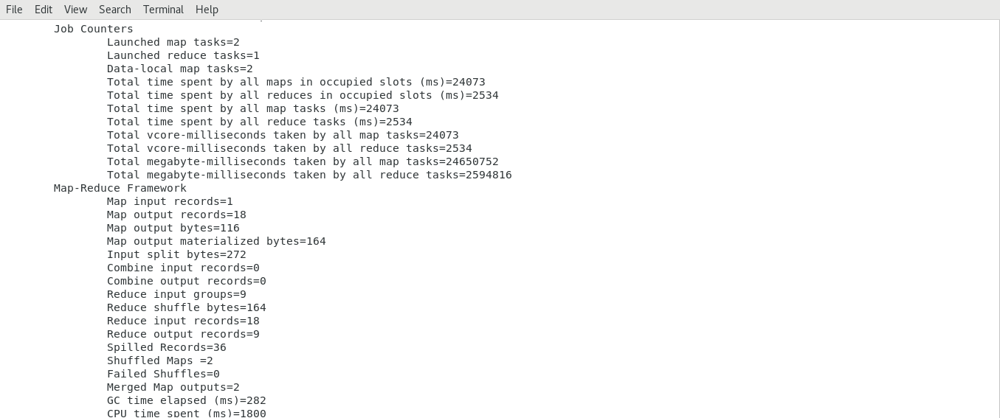 File Edit View Search Terminal Help
Job Counters
Launched map tasks=2
Launched reduce tasks=1
Data-local map tasks=2
Total time spent by all maps in occupied slots (ms)=24073
Total time spent by all reduces in occupied slots (ms)=2534
Total time spent by all map tasks (ms)=24073
Total time spent by all reduce tasks (ms)=2534
Total vcore-milliseconds taken by all map tasks=24073
Total vcore-milliseconds taken by all reduce tasks=2534
Total megabyte-milliseconds taken by all map tasks=24650752
Total megabyte-milliseconds taken by all reduce tasks=2594816
Map-Reduce Framework
Map input records=1
Map output records=18
Map output bytes=116
Map output materialized bytes=164
Input split bytes=272
Combine input records=0
Combine output records=0
Reduce input groups=9
Reduce shuffle bytes=164
Reduce input records=18
Reduce output records=9
Spilled Records=36
Shuffled Maps =2
Failed Shuffles=0
Merged Map outputs=2
GC time elapsed (ms)=282
CPU time spent (ms)=1800